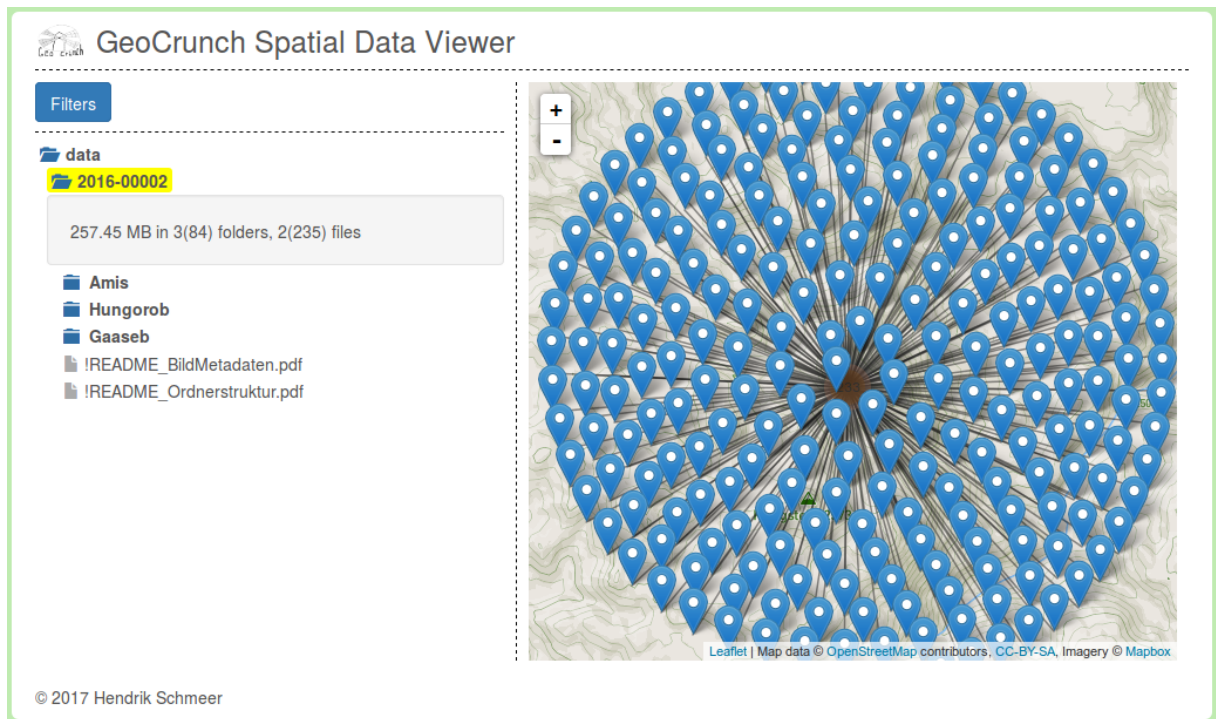 Geo crunch
GeoCrunch Spatial Data Viewer
Filters
data
2016-00002
257.45 MB in 3(84) folders, 2(235) files
Amis
Hungorob
Gaaseb
!README_BildMetadaten.pdf
!README_Ordnerstruktur.pdf
+
-
Leaflet | Map data © OpenStreetMap contributors, CC-BY-SA, Imagery © Mapbox
© 2017 Hendrik Schmeer